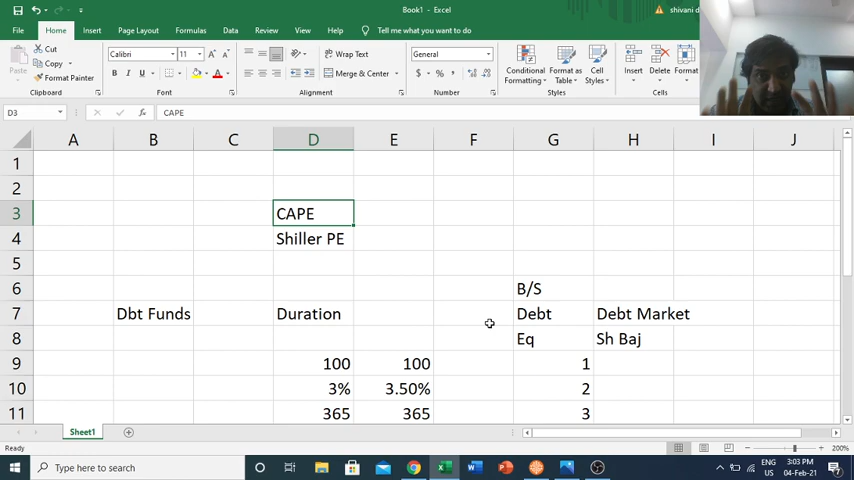 Book1 - Excel
shivani d
File Home Insert Page Layout Formulas Data Review View Help Tell me what you want to do
Cut
Copy
Format Painter
Paste
Clipboard
Calibri 11
B I U
Font
Wrap Text
Merge & Center
Alignment
General
$ % ,
Number
Conditional Formatting
Format as Table
Cell Styles
Styles
Insert Delete Format
Cells
D3 fx CAPE
A B C D E F G H I J
1
2
3 CAPE
4 Shiller PE
5
6 B/S
7 Dbt Funds Duration Debt Debt Market
8 Eq Sh Baj
9 100 100 1
10 3% 3.50% 2
11 365 365 3
Sheet1
Ready 200%
Type here to search
ENG
US
3:03 PM
04-Feb-21